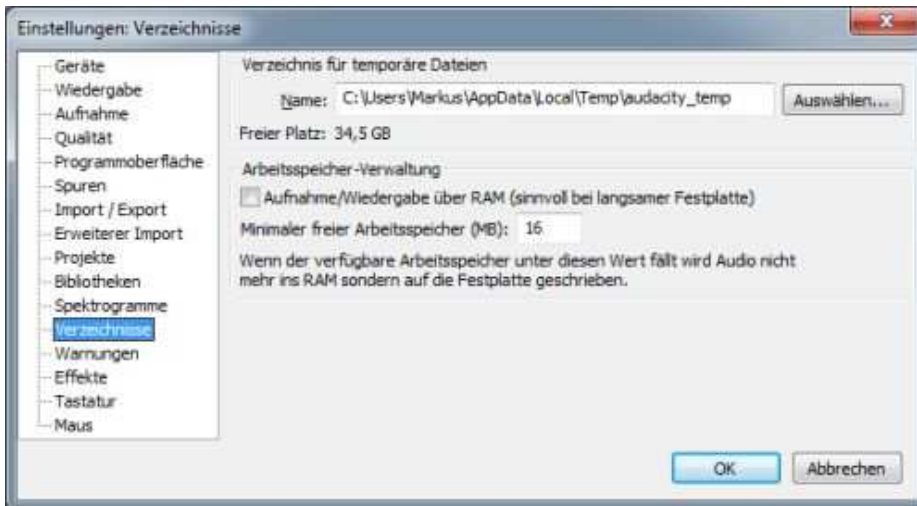 Einstellungen: Verzeichnisse
Geräte
Wiedergabe
Aufnahme
Qualität
Programmoberfläche
Spuren
Import / Export
Erweiterer Import
Projekte
Bibliotheken
Spektrogramme
Verzeichnisse
Warnungen
Effekte
Tastatur
Maus
Verzeichnis für temporäre Dateien
Name: C:\Users\Markus\AppData\Local\Temp\audacity_temp Auswählen...
Freier Platz: 34,5 GB
Arbeitsspeicher-Verwaltung
Aufnahme/Wiedergabe über RAM (sinnvoll bei langsamer Festplatte)
Minimaler freier Arbeitsspeicher (MB): 16
Wenn der verfügbare Arbeitsspeicher unter diesen Wert fällt wird Audio nicht
mehr ins RAM sondern auf die Festplatte geschrieben.
OK Abbrechen